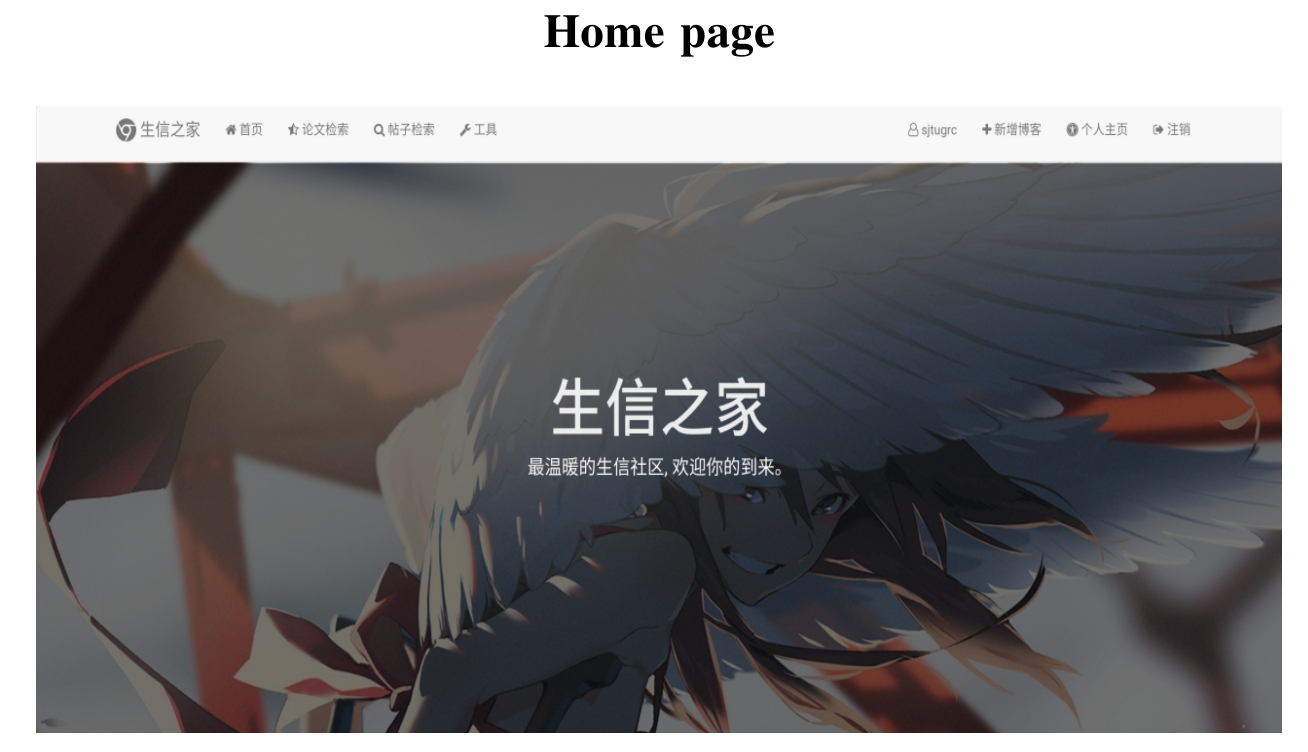 Home page
生信之家 首页 论文检索 帖子检索 工具 sjtugrc 新增博客 个人主页 注销
生信之家
最温暖的生信社区, 欢迎你的到来。